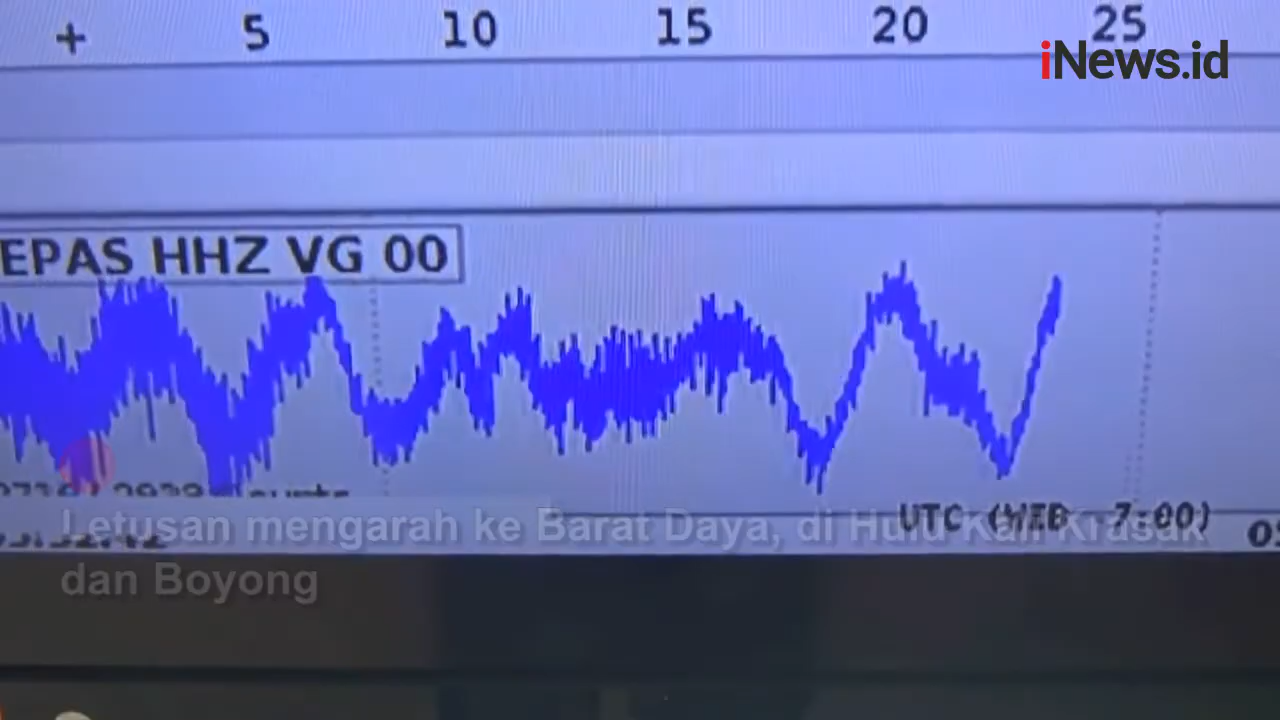 + 5 10 15 20 25
iNews.id
EPAS HHZ VG 00
UTC (WEB 7:00)
Letusan mengarah ke Barat Daya, di Hulu Kali Krasak
dan Boyong